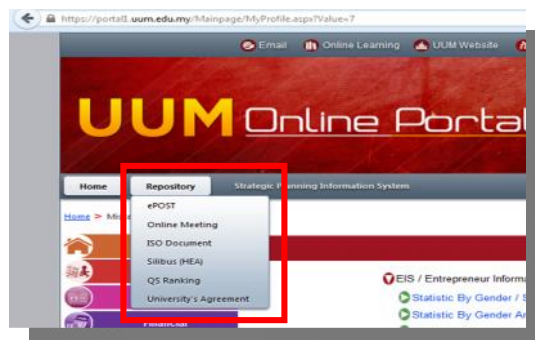 https://portal1.uum.edu.my/Mainpage/MyProfile.aspx?Value=7
Email Online Learning UUM Website
UUM Online Portal
Home Repository Strategic Planning Information System
ePOST
Home > 
Online Meeting
ISO Document
Silibus (HEA)
QS Ranking
EIS / Entrepreneur
University's Agreement
Statistic By Gender /
Statistic By Gender
Financial